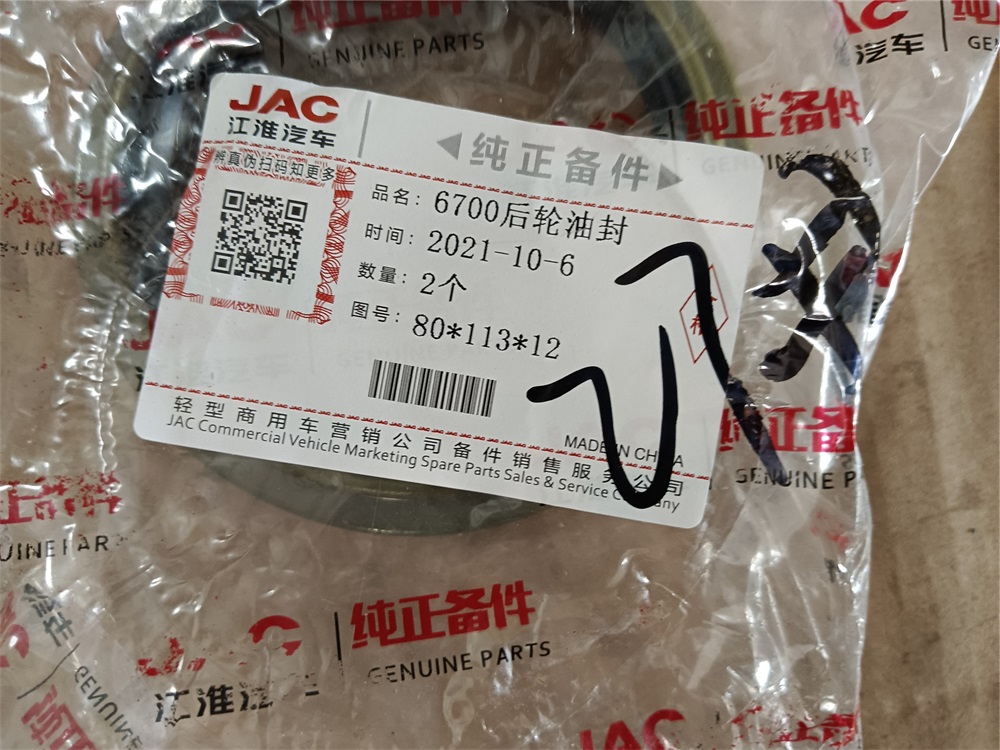 纯正备件
GENUINE PARTS
JAC
江淮汽车
纯正备件
辨真伪扫码知更多
品名：6700后轮油封
时间：2021-10-6
数量：2个
图号：80*113*12
MADE IN CHINA
轻型商用车营销公司备件销售服务公司
JAC Commercial Vehicle Marketing Spare Parts Sales & Service Company
AC
汽车
纯正备件
GENUINE PARTS
纯正备件
GENUINE P
UINE PAR
纯正备件
GENUINE PARTS
江淮汽
GENUINE
JAC